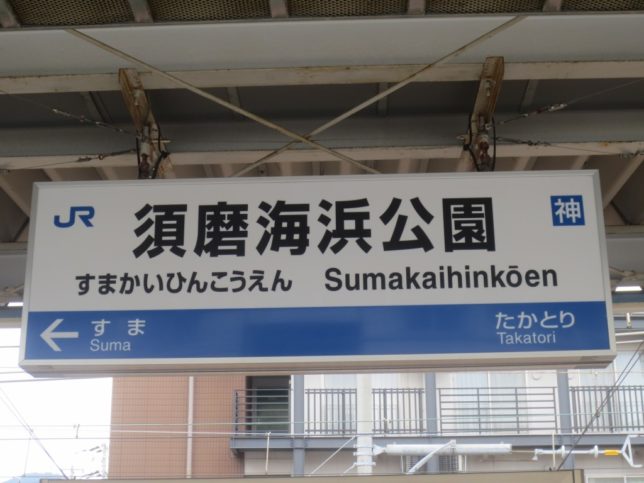 JR 須磨海浜公園 神
すまかいひんこうえん Sumakaihinkōen
← すま たかとり
Suma Takatori